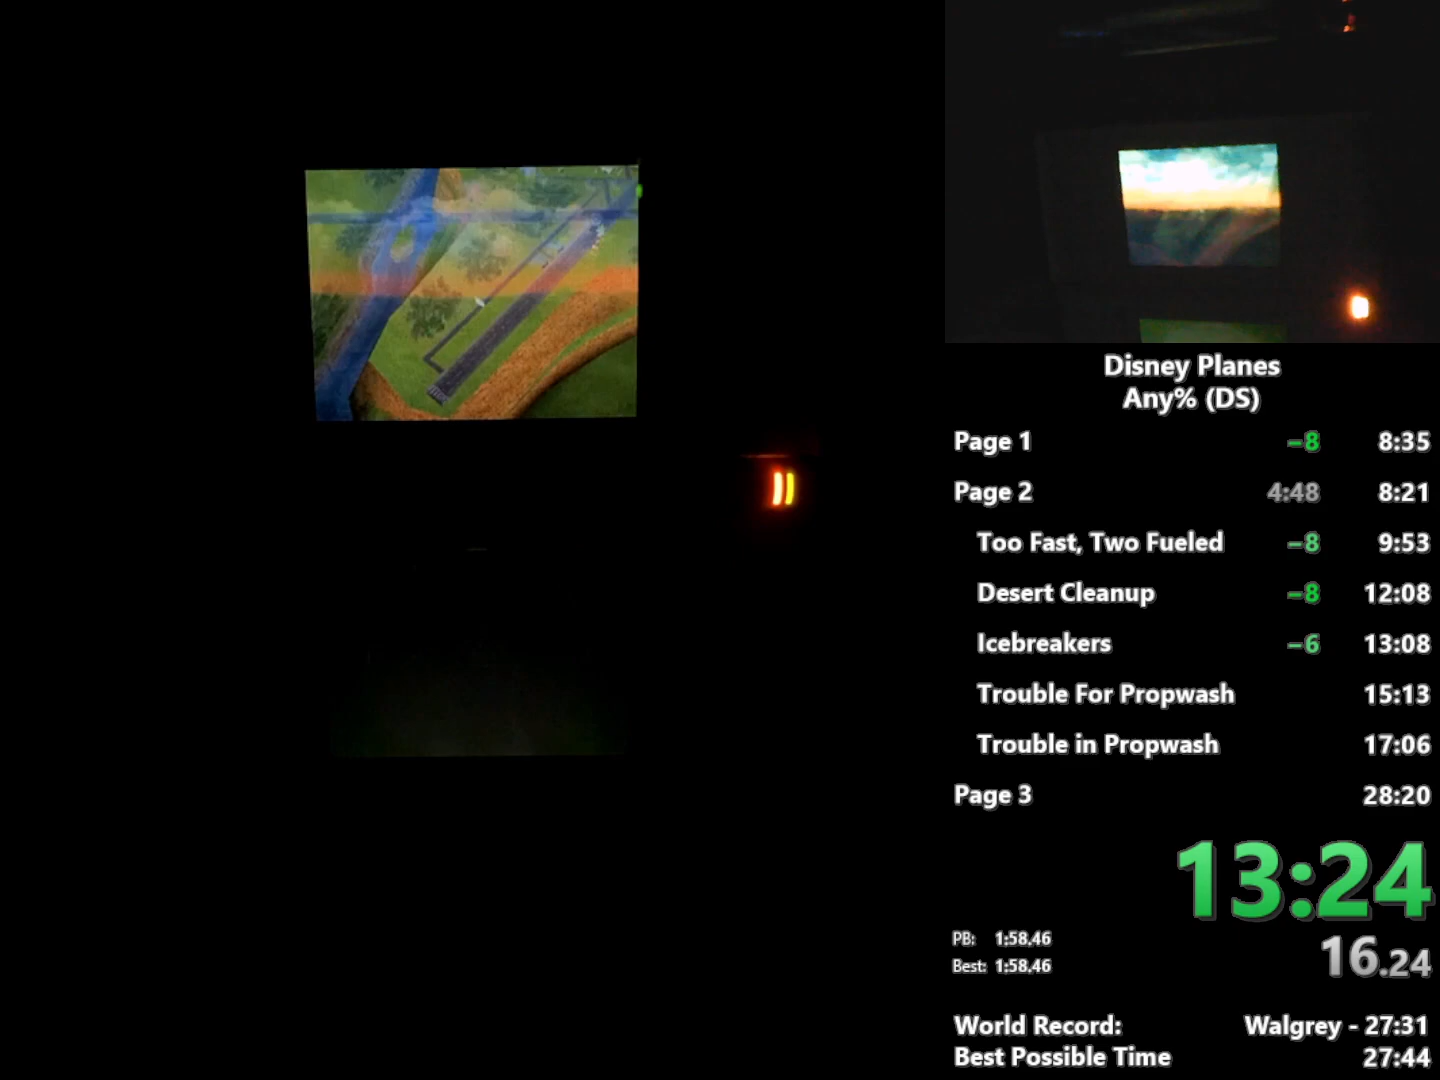 Disney Planes
Any% (DS)
Page 1 -8 8:35
Page 2 4:48 8:21
Too Fast, Two Fueled -8 9:53
Desert Cleanup -8 12:08
Icebreakers -6 13:08
Trouble For Propwash 15:13
Trouble in Propwash 17:06
Page 3 28:20
13:24
PB: 1:58.46
16.24
Best: 1:58.46
World Record: Walgrey - 27:31
Best Possible Time 27:44